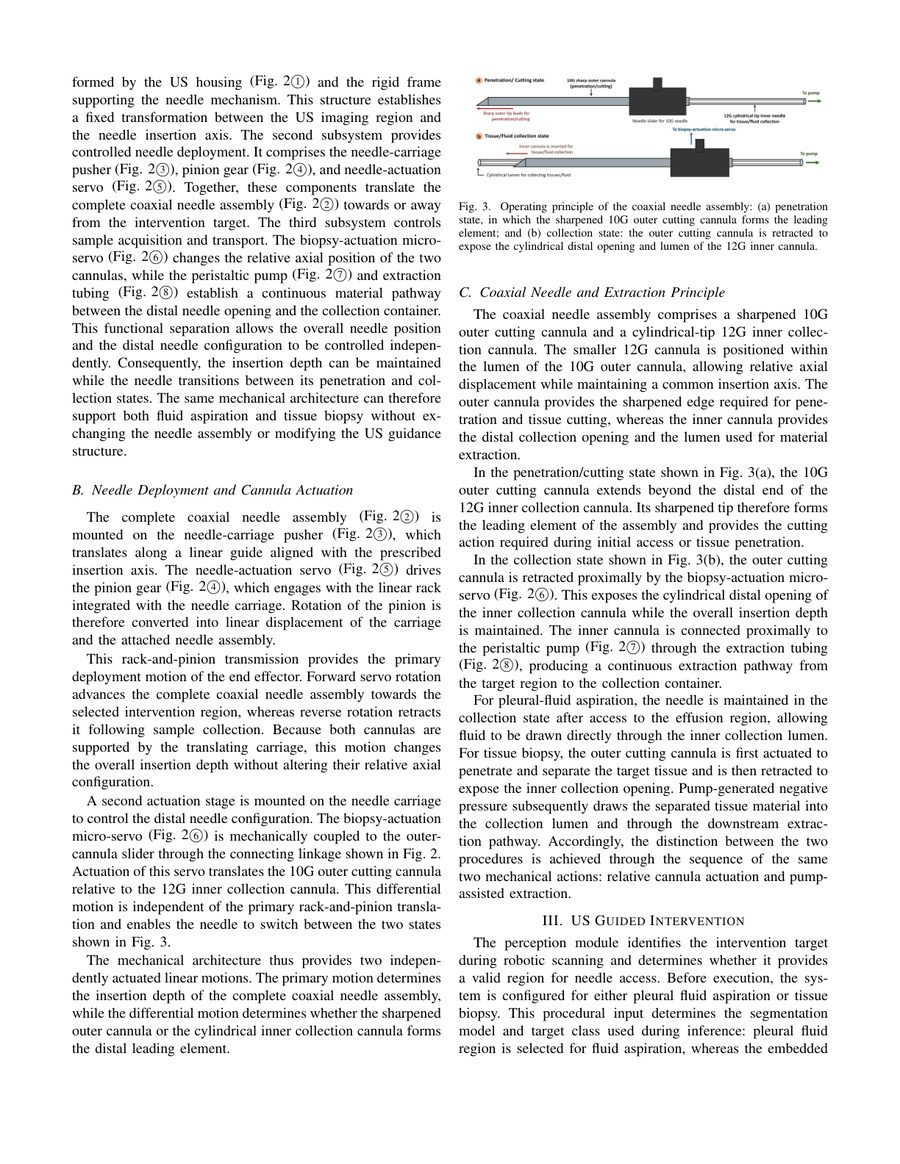 formed by the US housing (Fig. 2①) and the rigid frame
supporting the needle mechanism. This structure establishes
a fixed transformation between the US imaging region and
the needle insertion axis. The second subsystem provides
controlled needle deployment. It comprises the needle-carriage
pusher (Fig. 2③), pinion gear (Fig. 2④), and needle-actuation
servo (Fig. 2⑤). Together, these components translate the
complete coaxial needle assembly (Fig. 2②) towards or away
from the intervention target. The third subsystem controls
sample acquisition and transport. The biopsy-actuation micro-
servo (Fig. 2⑥) changes the relative axial position of the two
cannulas, while the peristaltic pump (Fig. 2⑦) and extraction
tubing (Fig. 2⑧) establish a continuous material pathway
between the distal needle opening and the collection container.
This functional separation allows the overall needle position
and the distal needle configuration to be controlled indepen-
dently. Consequently, the insertion depth can be maintained
while the needle transitions between its penetration and col-
lection states. The same mechanical architecture can therefore
support both fluid aspiration and tissue biopsy without ex-
changing the needle assembly or modifying the US guidance
structure.
B. Needle Deployment and Cannula Actuation
The complete coaxial needle assembly (Fig. 2②) is
mounted on the needle-carriage pusher (Fig. 2③), which
translates along a linear guide aligned with the prescribed
insertion axis. The needle-actuation servo (Fig. 2⑤) drives
the pinion gear (Fig. 2④), which engages with the linear rack
integrated with the needle carriage. Rotation of the pinion is
therefore converted into linear displacement of the carriage
and the attached needle assembly.
This rack-and-pinion transmission provides the primary
deployment motion of the end effector. Forward servo rotation
advances the complete coaxial needle assembly towards the
selected intervention region, whereas reverse rotation retracts
it following sample collection. Because both cannulas are
supported by the translating carriage, this motion changes
the overall insertion depth without altering their relative axial
configuration.
A second actuation stage is mounted on the needle carriage
to control the distal needle configuration. The biopsy-actuation
micro-servo (Fig. 2⑥) is mechanically coupled to the outer-
cannula slider through the connecting linkage shown in Fig. 2.
Actuation of this servo translates the 10G outer cutting cannula
relative to the 12G inner collection cannula. This differential
motion is independent of the primary rack-and-pinion transla-
tion and enables the needle to switch between the two states
shown in Fig. 3.
The mechanical architecture thus provides two indepen-
dently actuated linear motions. The primary motion determines
the insertion depth of the complete coaxial needle assembly,
while the differential motion determines whether the sharpened
outer cannula or the cylindrical inner collection cannula forms
the distal leading element.
a Penetration/ Cutting state
10G sharp outer cannula
(penetration/cutting)
To pump
Sharp outer tip leads for
penetration/cutting
Needle slider for 10G needle
12G cylindrical tip inner needle
for tissue/fluid collection
b Tissue/Fluid collection state
To biopsy-actuation micro-servo
Inner cannula is inserted for
tissue/fluid collection
To pump
Cylindrical lumen for collecting tissues/fluid
Fig. 3. Operating principle of the coaxial needle assembly: (a) penetration
state, in which the sharpened 10G outer cutting cannula forms the leading
element; and (b) collection state: the outer cutting cannula is retracted to
expose the cylindrical distal opening and lumen of the 12G inner cannula.
C. Coaxial Needle and Extraction Principle
The coaxial needle assembly comprises a sharpened 10G
outer cutting cannula and a cylindrical-tip 12G inner collec-
tion cannula. The smaller 12G cannula is positioned within
the lumen of the 10G outer cannula, allowing relative axial
displacement while maintaining a common insertion axis. The
outer cannula provides the sharpened edge required for pene-
tration and tissue cutting, whereas the inner cannula provides
the distal collection opening and the lumen used for material
extraction.
In the penetration/cutting state shown in Fig. 3(a), the 10G
outer cutting cannula extends beyond the distal end of the
12G inner collection cannula. Its sharpened tip therefore forms
the leading element of the assembly and provides the cutting
action required during initial access or tissue penetration.
In the collection state shown in Fig. 3(b), the outer cutting
cannula is retracted proximally by the biopsy-actuation micro-
servo (Fig. 2⑥). This exposes the cylindrical distal opening of
the inner collection cannula while the overall insertion depth
is maintained. The inner cannula is connected proximally to
the peristaltic pump (Fig. 2⑦) through the extraction tubing
(Fig. 2⑧), producing a continuous extraction pathway from
the target region to the collection container.
For pleural-fluid aspiration, the needle is maintained in the
collection state after access to the effusion region, allowing
fluid to be drawn directly through the inner collection lumen.
For tissue biopsy, the outer cutting cannula is first actuated to
penetrate and separate the target tissue and is then retracted to
expose the inner collection opening. Pump-generated negative
pressure subsequently draws the separated tissue material into
the collection lumen and through the downstream extrac-
tion pathway. Accordingly, the distinction between the two
procedures is achieved through the sequence of the same
two mechanical actions: relative cannula actuation and pump-
assisted extraction.
III. US GUIDED INTERVENTION
The perception module identifies the intervention target
during robotic scanning and determines whether it provides
a valid region for needle access. Before execution, the sys-
tem is configured for either pleural fluid aspiration or tissue
biopsy. This procedural input determines the segmentation
model and target class used during inference: pleural fluid
region is selected for fluid aspiration, whereas the embedded